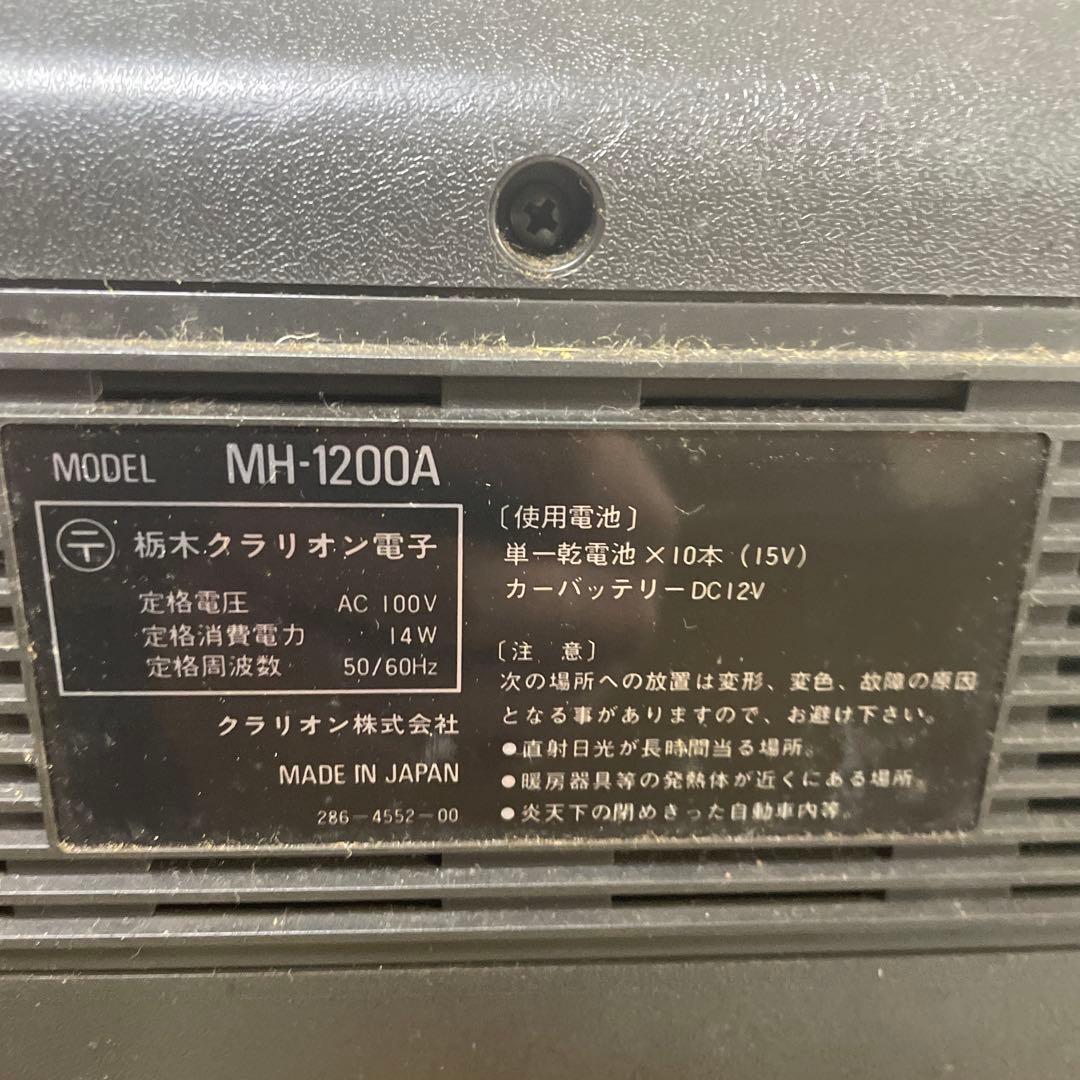 MODEL MH-1200A
〒 栃木クラリオン電子
定格電圧 AC 100V
定格消費電力 14W
定格周波数 50/60Hz
クラリオン株式会社
MADE IN JAPAN
286-4552-00
〔使用電池〕
単一乾電池×10本 (15V)
カーバッテリーDC12V
〔注 意〕
次の場所への放置は変形、変色、故障の原因
となる事がありますので、お避け下さい。
●直射日光が長時間当る場所。
●暖房器具等の発熱体が近くにある場所。
●炎天下の閉めきった自動車内等。